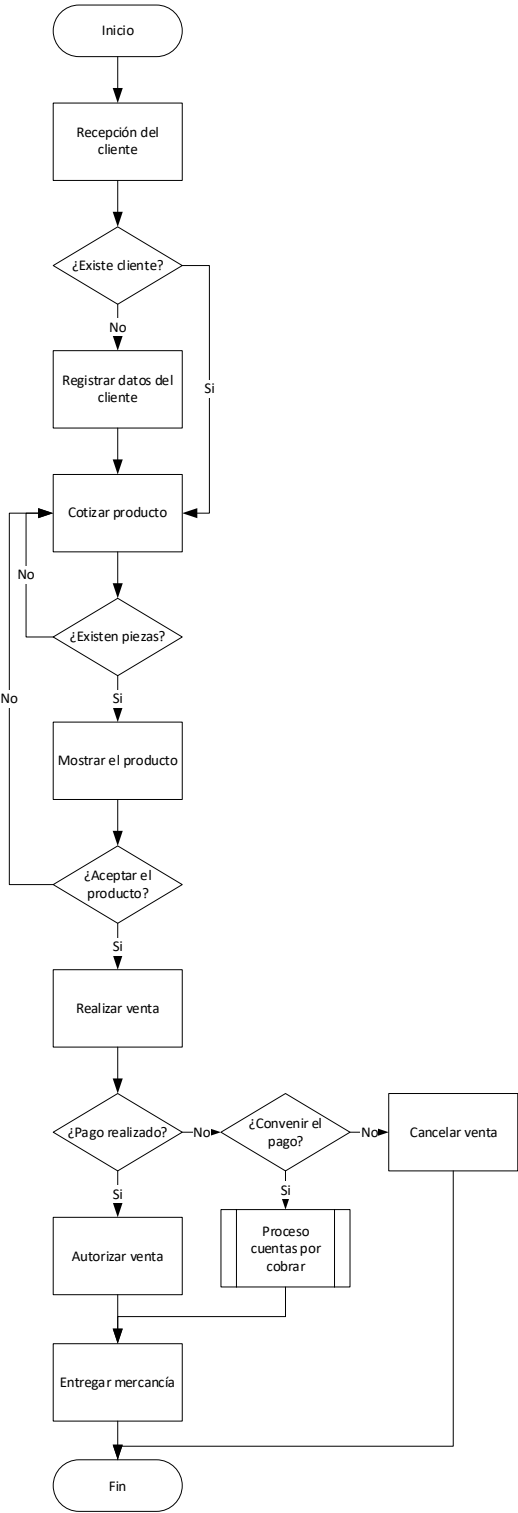 Inicio
Recepción del
cliente
¿Existe cliente?
No
Registrar datos del
cliente
Si
Cotizar producto
No
¿Existen piezas?
Si
No
Mostrar el producto
¿Aceptar el
producto?
Si
Realizar venta
¿Pago realizado?
No
¿Convenir el
pago?
No
Cancelar venta
Si
Si
Autorizar venta
Proceso
cuentas por
cobrar
Entregar mercancía
Fin